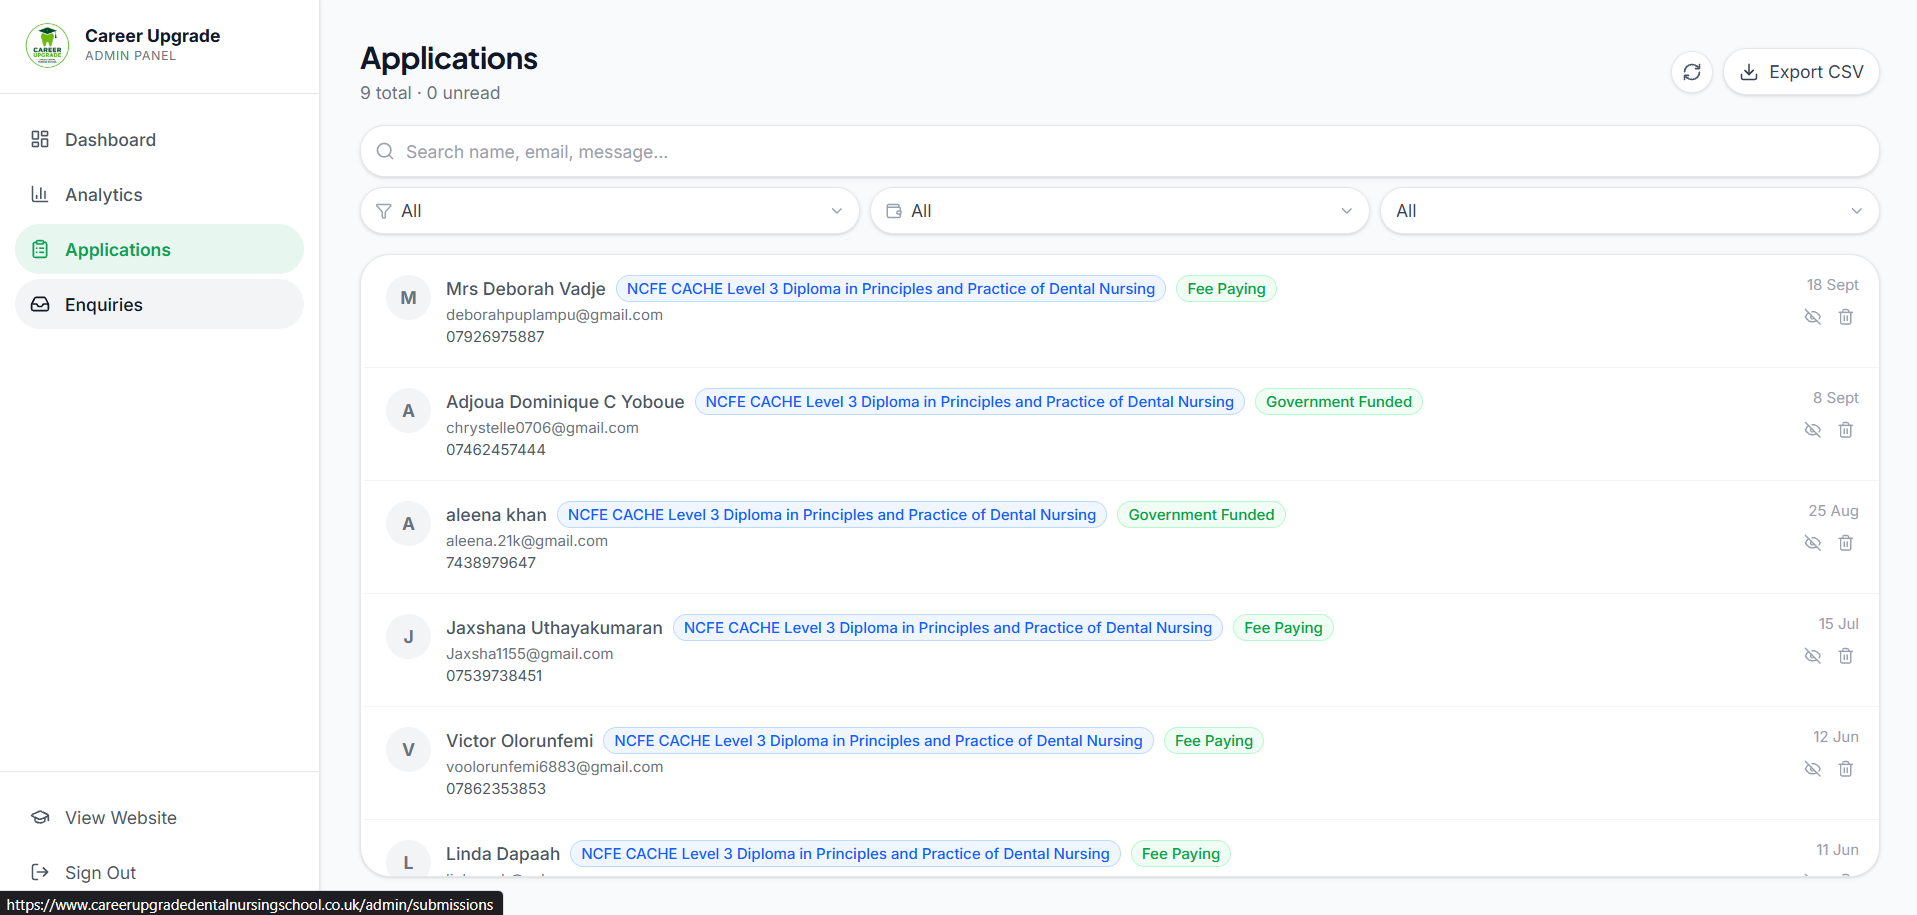 Career Upgrade
ADMIN PANEL
CAREER
UPGRADE
Dashboard
Analytics
Applications
Enquiries
View Website
Sign Out
https://www.careerupgradedentalnursingschool.co.uk/admin/submissions
Applications
9 total · 0 unread
Export CSV
Search name, email, message...
All
All
All
M
Mrs Deborah Vadje NCFE CACHE Level 3 Diploma in Principles and Practice of Dental Nursing Fee Paying
18 Sept
deborahpuplampu@gmail.com
07926975887
A
Adjoua Dominique C Yoboue NCFE CACHE Level 3 Diploma in Principles and Practice of Dental Nursing Government Funded
8 Sept
chrystelle0706@gmail.com
07462457444
A
aleena khan NCFE CACHE Level 3 Diploma in Principles and Practice of Dental Nursing Government Funded
25 Aug
aleena.21k@gmail.com
7438979647
J
Jaxshana Uthayakumaran NCFE CACHE Level 3 Diploma in Principles and Practice of Dental Nursing Fee Paying
15 Jul
Jaxsha1155@gmail.com
07539738451
V
Victor Olorunfemi NCFE CACHE Level 3 Diploma in Principles and Practice of Dental Nursing Fee Paying
12 Jun
voolorunfemi6883@gmail.com
07862353853
L
Linda Dapaah NCFE CACHE Level 3 Diploma in Principles and Practice of Dental Nursing Fee Paying
11 Jun